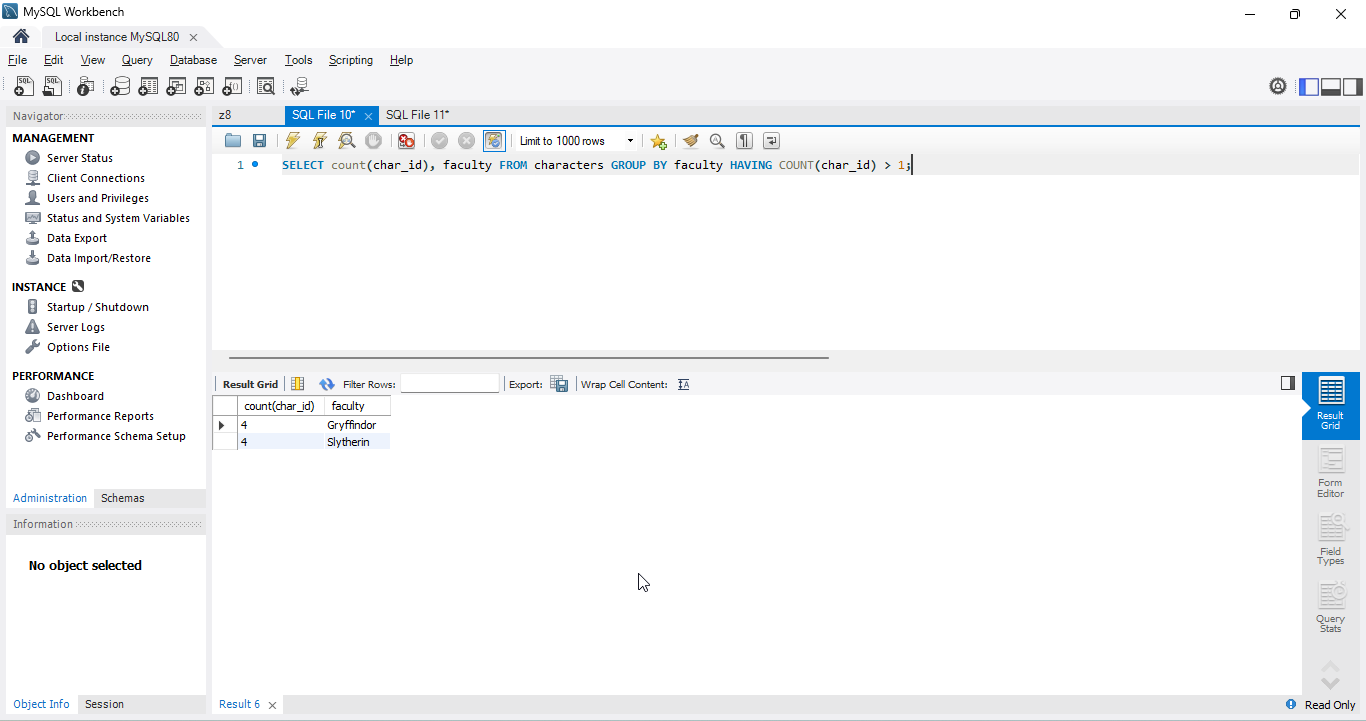 MySQL Workbench
Local instance MySQL80
File Edit View Query Database Server Tools Scripting Help
Navigator
MANAGEMENT
Server Status
Client Connections
Users and Privileges
Status and System Variables
Data Export
Data Import/Restore
INSTANCE
Startup / Shutdown
Server Logs
Options File
PERFORMANCE
Dashboard
Performance Reports
Performance Schema Setup
Administration Schemas
Information
No object selected
Object Info Session
z8 SQL File 10* SQL File 11*
Limit to 1000 rows
1 SELECT count(char_id), faculty FROM characters GROUP BY faculty HAVING COUNT(char_id) > 1;
Result Grid Filter Rows: Export: Wrap Cell Content:
count(char_id) faculty
4 Gryffindor
4 Slytherin
Result
Grid
Form
Editor
Field
Types
Query
Stats
Result 6
Read Only